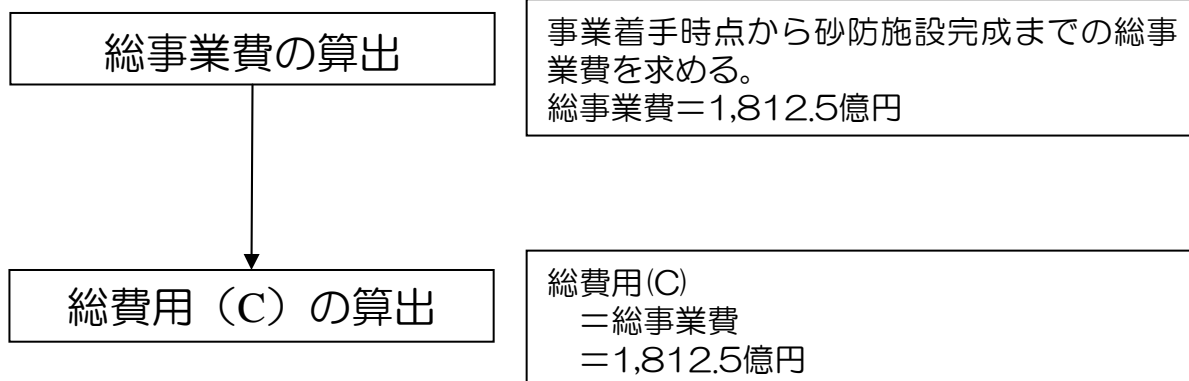 総事業費の算出
事業着手時点から砂防施設完成までの総事
業費を求める。
総事業費＝1,812.5億円
総費用（C）の算出
総費用(C)
＝総事業費
＝1,812.5億円